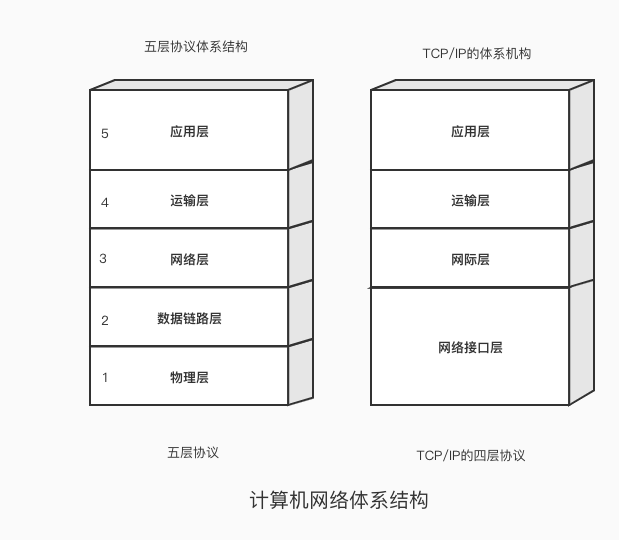 五层协议体系结构
5 应用层
4 运输层
3 网络层
2 数据链路层
1 物理层
五层协议
TCP/IP的体系机构
应用层
运输层
网际层
网络接口层
TCP/IP的四层协议
计算机网络体系结构